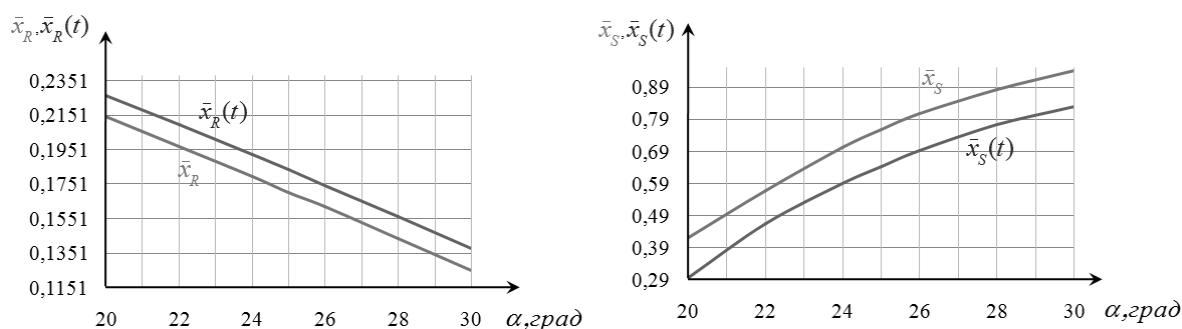 x̄_R, x̄_R(t)
0,2351
0,2151
0,1951
0,1751
0,1551
0,1351
0,1151
x̄_R(t)
x̄_R
20 22 24 26 28 30 α,град
x̄_S, x̄_S(t)
0,89
0,79
0,69
0,59
0,49
0,39
0,29
x̄_S
x̄_S(t)
20 22 24 26 28 30 α,град